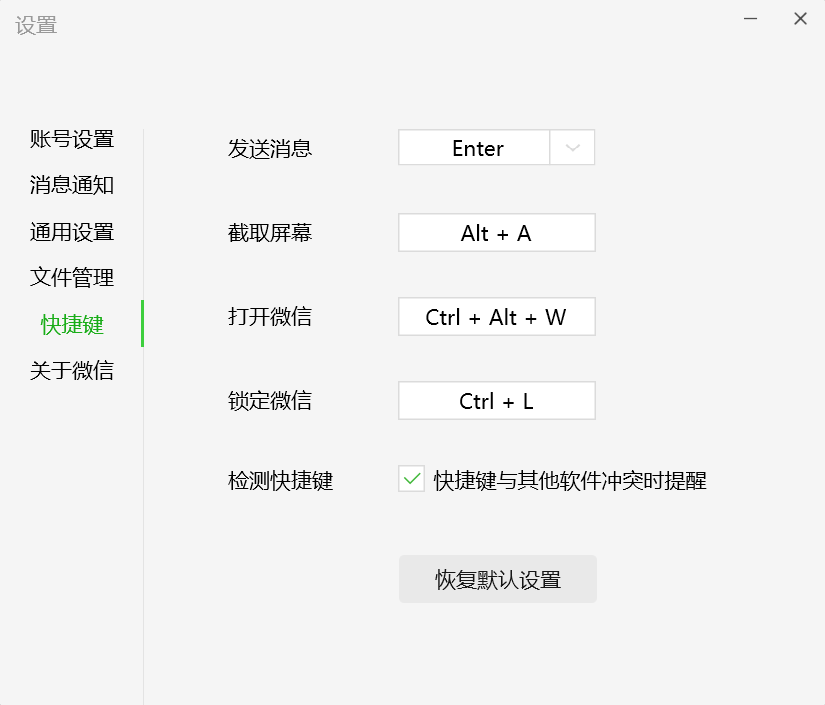 设置
账号设置
消息通知
通用设置
文件管理
快捷键
关于微信
发送消息 Enter
截取屏幕 Alt + A
打开微信 Ctrl + Alt + W
锁定微信 Ctrl + L
检测快捷键 快捷键与其他软件冲突时提醒
恢复默认设置